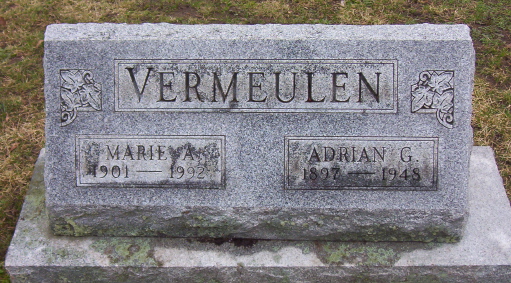 VERMEULEN
MARIE A.
1901 — 1992
ADRIAN G.
1897 — 1948